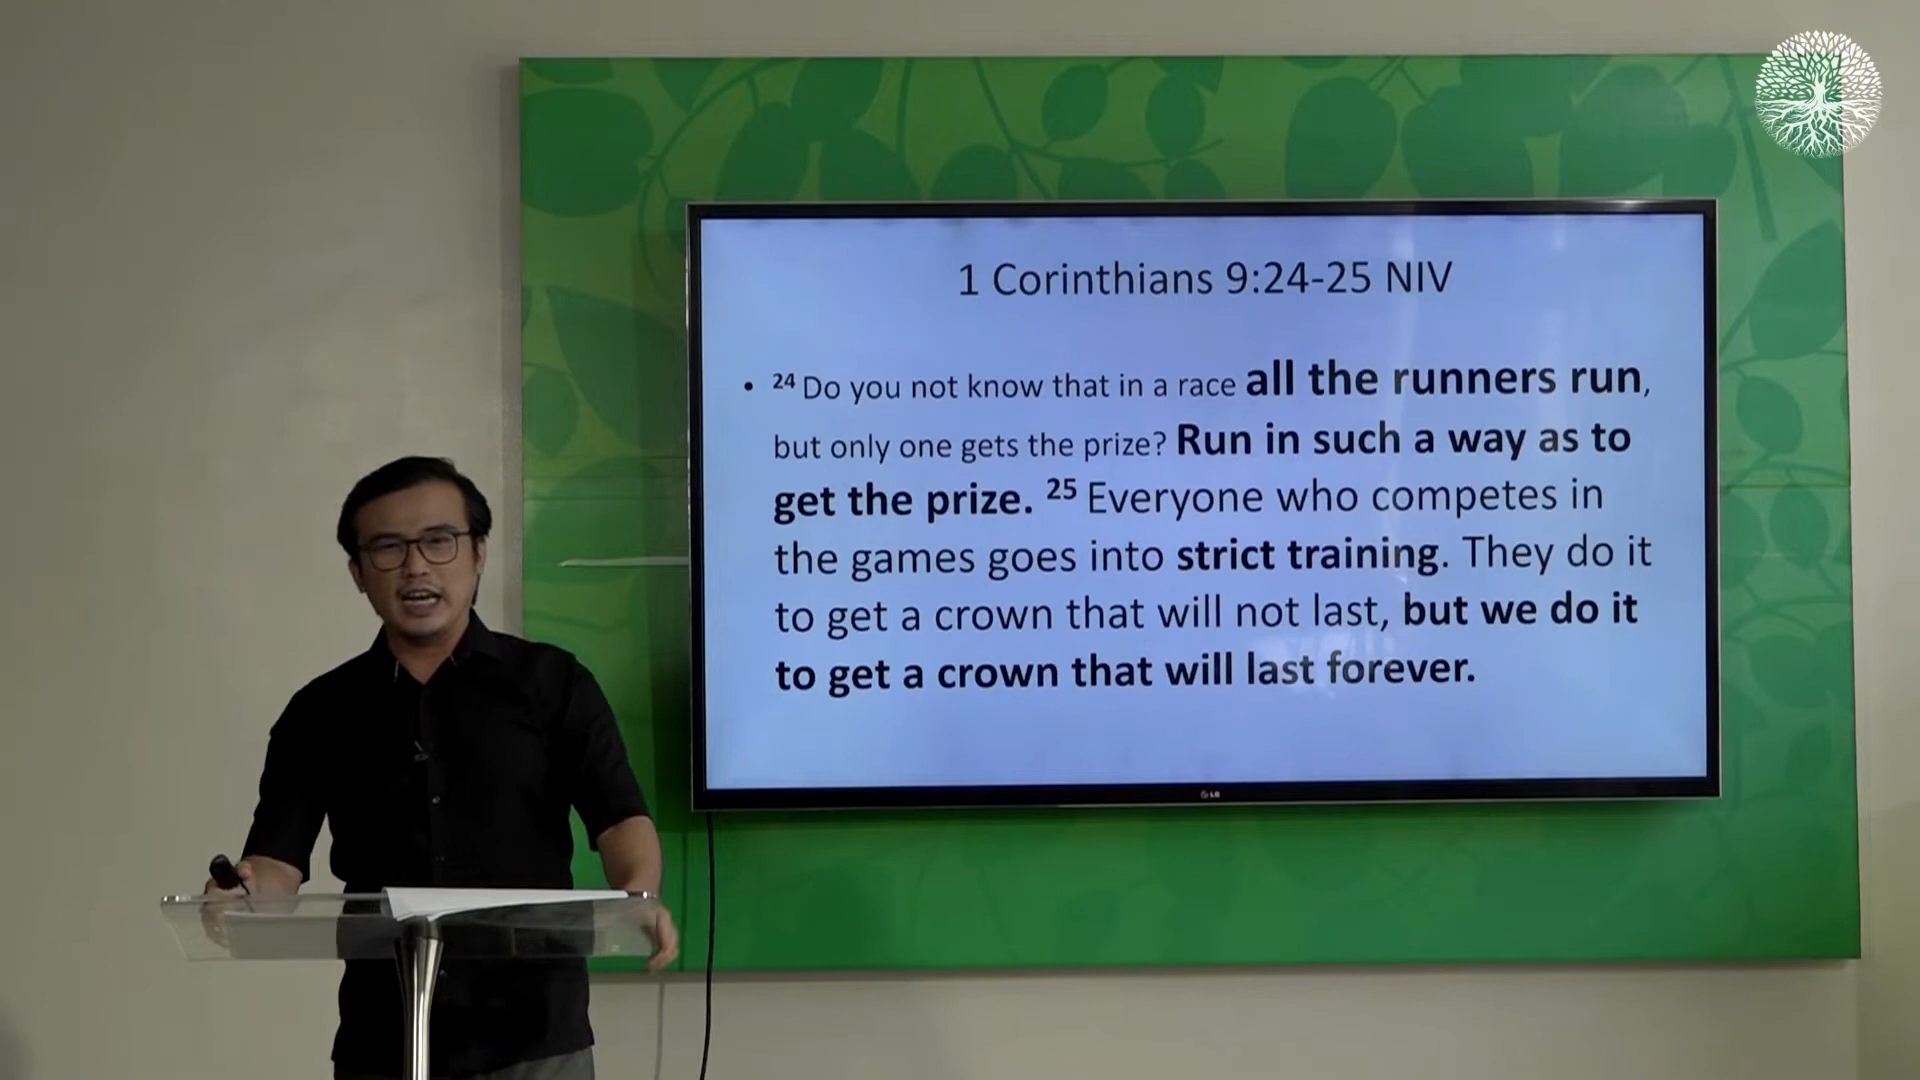 1 Corinthians 9:24-25 NIV
• 24 Do you not know that in a race all the runners run,
but only one gets the prize? Run in such a way as to
get the prize. 25 Everyone who competes in
the games goes into strict training. They do it
to get a crown that will not last, but we do it
to get a crown that will last forever.
LG